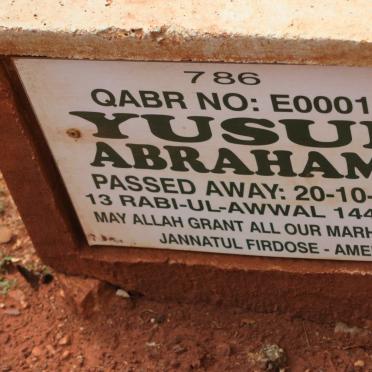 786
QABR NO: E0001
YUSUF
ABRAHAM
PASSED AWAY: 20-10-
13 RABI-UL-AWWAL 144
MAY ALLAH GRANT ALL OUR MARH
JANNATUL FIRDOSE - AME